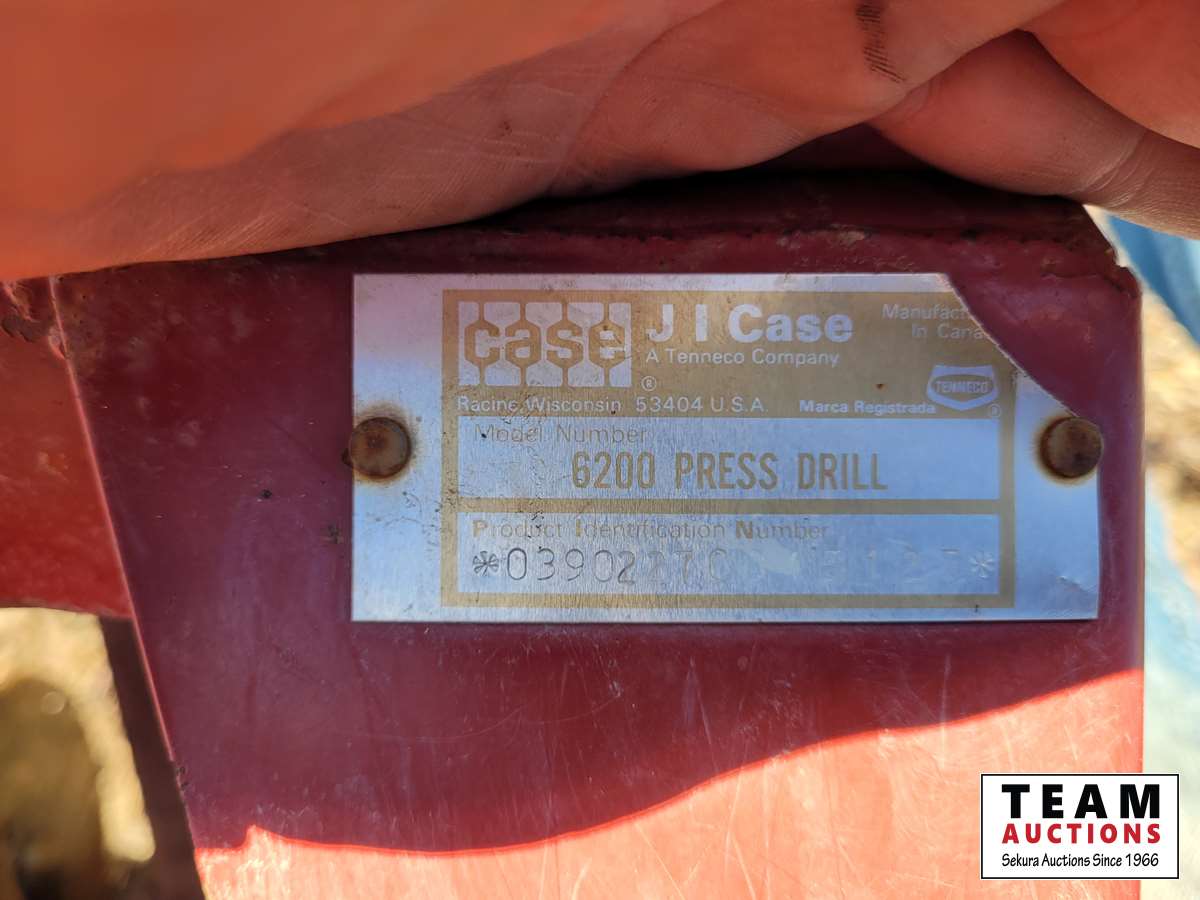 case
®
J I Case
A Tenneco Company
Racine, Wisconsin 53404 U.S.A.
Marca Registrada
TENNECO
®
Model Number
6200 PRESS DRILL
Product Identification Number
TEAM
AUCTIONS
Sekura Auctions Since 1966